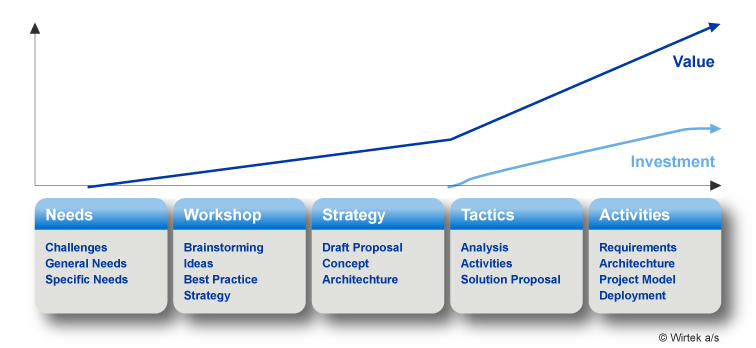 Value
Investment
Needs
Challenges
General Needs
Specific Needs
Workshop
Brainstorming
Ideas
Best Practice
Strategy
Strategy
Draft Proposal
Concept
Architechture
Tactics
Analysis
Activities
Solution Proposal
Activities
Requirements
Architechture
Project Model
Deployment
© Wirtek a/s